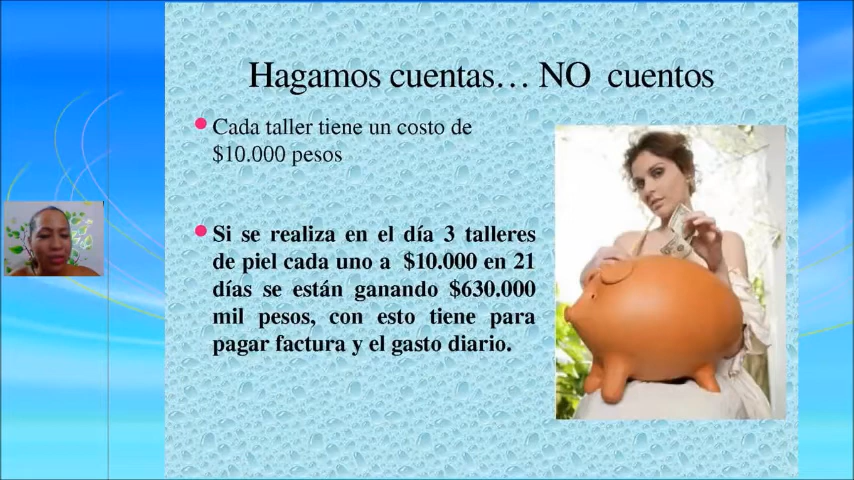 Hagamos cuentas… NO cuentos
Cada taller tiene un costo de
$10.000 pesos
Si se realiza en el día 3 talleres
de piel cada uno a $10.000 en 21
días se están ganando $630.000
mil pesos, con esto tiene para
pagar factura y el gasto diario.